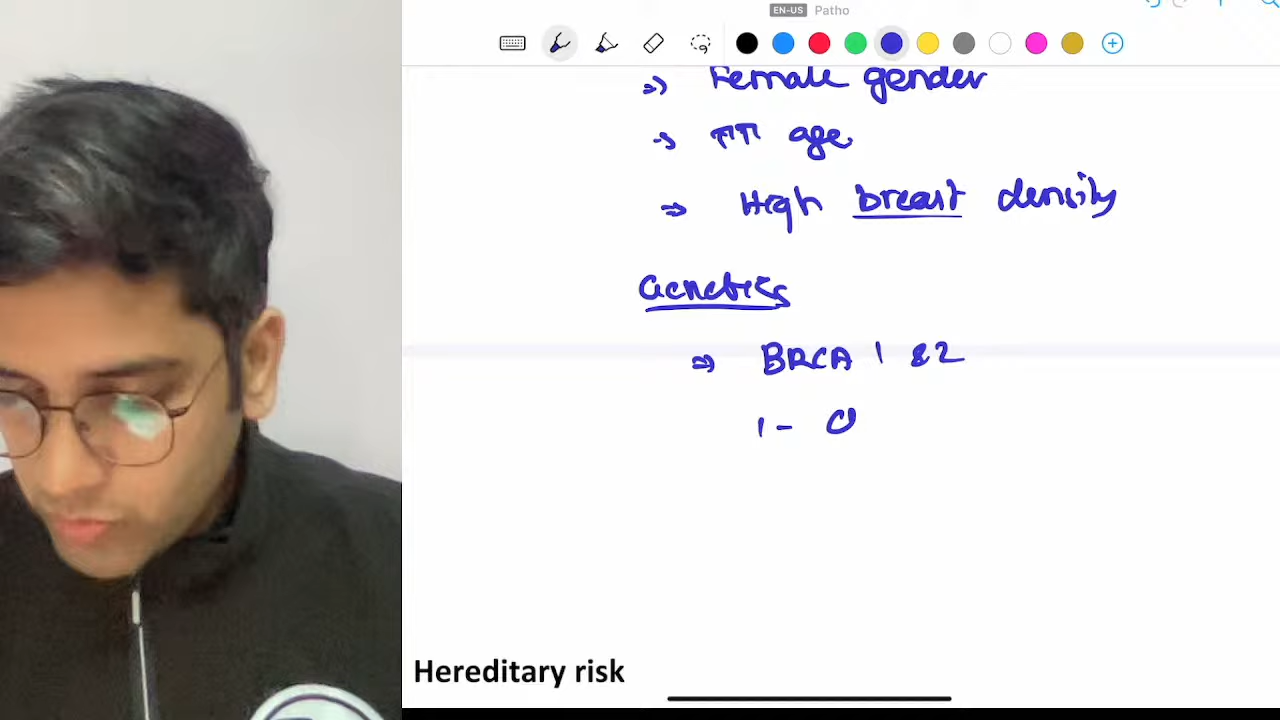 EN-US Patho
⇒ Female gender
→ ↑↑↑↑ age
⇒ High breast density
Genetics
⇒ BRCA 1 & 2
1 - O
Hereditary risk